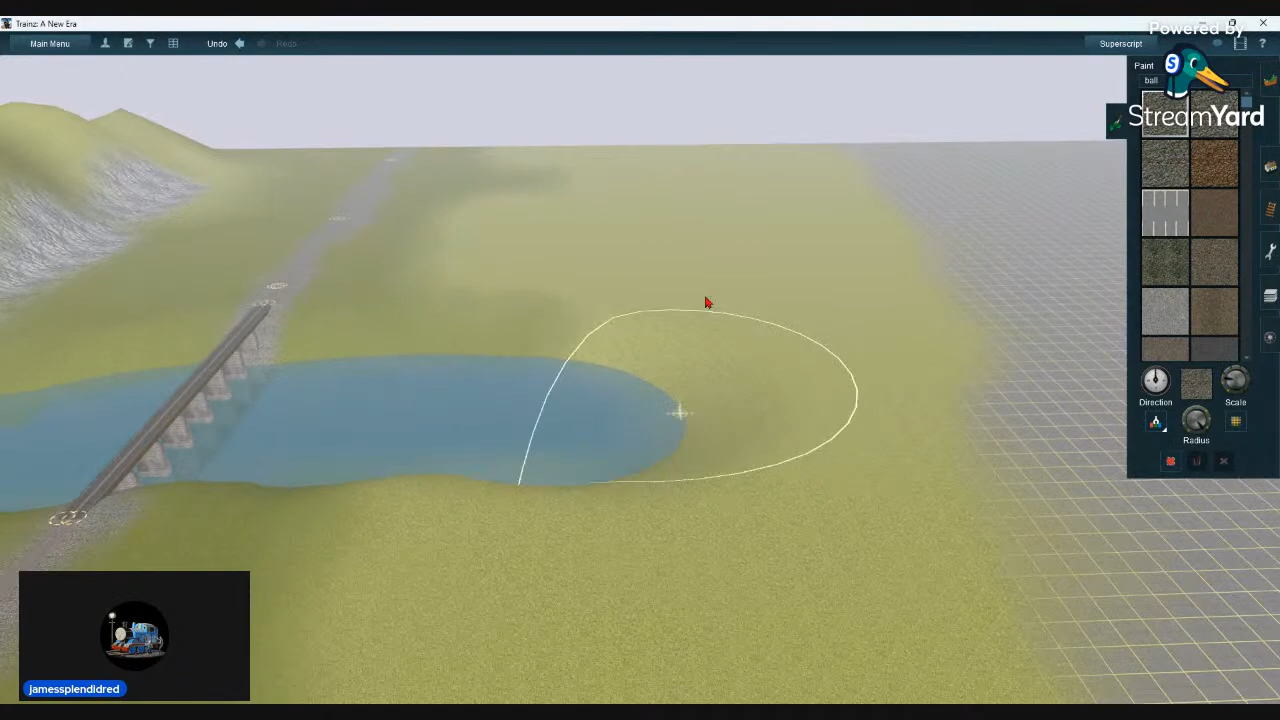 Trainz: A New Era
Powered by
Main Menu
Undo
Redo
Superscript
?
Paint
S
StreamYard
ball
Direction
Scale
Radius
jamessplendidred